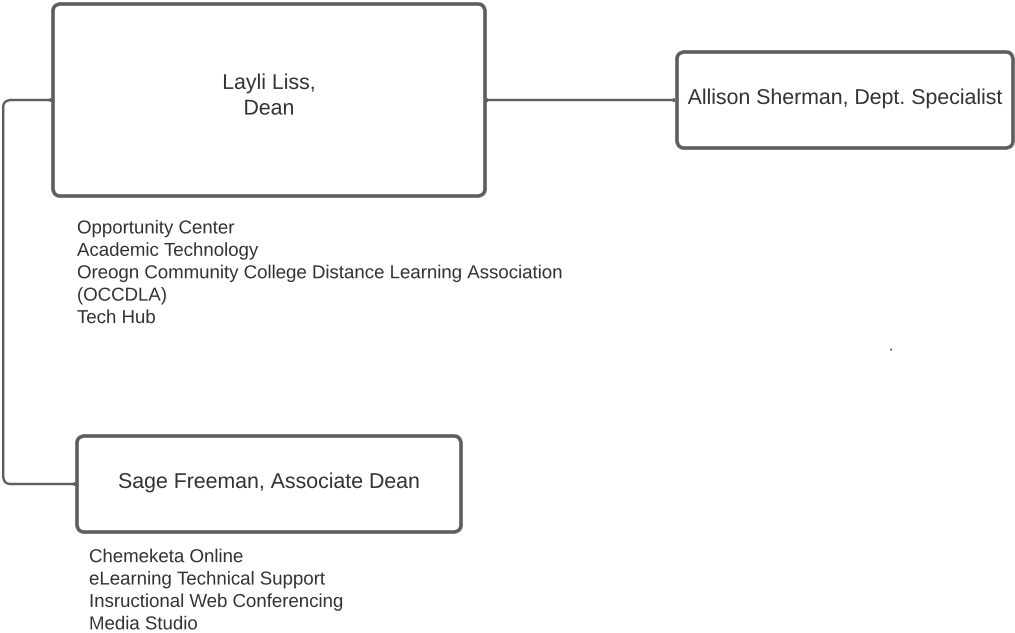 Layli Liss,
Dean
Allison Sherman, Dept. Specialist
Opportunity Center
Academic Technology
Oreogn Community College Distance Learning Association
(OCCDLA)
Tech Hub
Sage Freeman, Associate Dean
Chemeketa Online
eLearning Technical Support
Insructional Web Conferencing
Media Studio